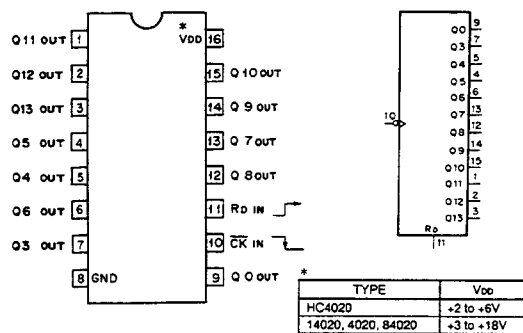 *
VDD
Q11 OUT 1
16
Q12 OUT 2
15 Q10 OUT
Q13 OUT 3
14 Q9 OUT
Q5 OUT 4
13 Q7 OUT
Q4 OUT 5
12 Q8 OUT
Q6 OUT 6
11 RD IN
Q3 OUT 7
10 CK IN
8 GND
9 Q0 OUT
10
Q0 9
Q3 7
Q4 5
Q5 4
Q6 6
Q7 13
Q8 12
Q9 14
Q10 15
Q11 1
Q12 2
Q13 3
RD
11
*
TYPE VDD
HC4020 +2 to +6V
14020, 4020, 84020 +3 to +18V